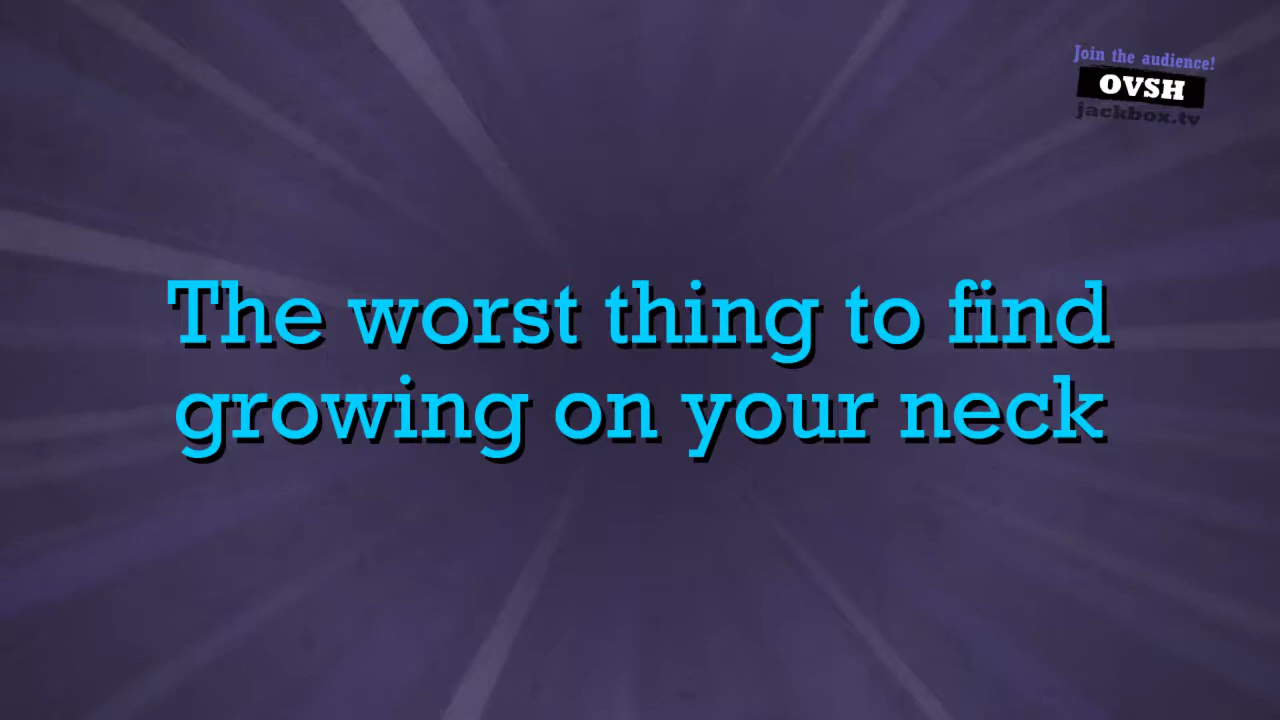 Join the audience!
OVSH
jackbox.tv
The worst thing to find
growing on your neck